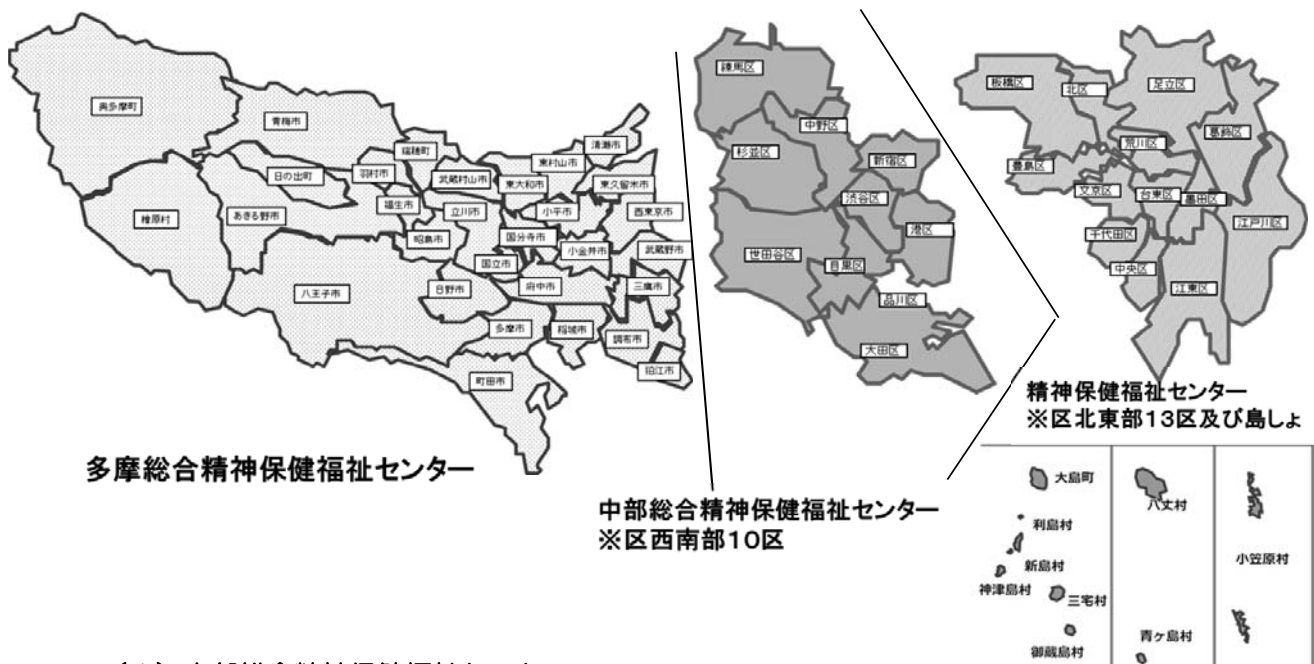 奥多摩町
青梅市
瑞穂町
清瀬市
東村山市
日の出町
羽村市
武蔵村山市
東大和市
東久留米市
檜原村
あきる野市
福生市
立川市
小平市
西東京市
昭島市
国分寺市
小金井市
武蔵野市
国立市
八王子市
日野市
府中市
三鷹市
多摩市
稲城市
調布市
狛江市
町田市
多摩総合精神保健福祉センター
練馬区
中野区
杉並区
新宿区
渋谷区
港区
世田谷区
目黒区
品川区
大田区
中部総合精神保健福祉センター
※区西南部10区
板橋区
北区
足立区
荒川区
葛飾区
豊島区
文京区
台東区
墨田区
江戸川区
千代田区
中央区
江東区
精神保健福祉センター
※区北東部13区及び島しょ
大島町
利島村
新島村
神津島村
三宅村
御蔵島村
八丈村
青ヶ島村
小笠原村